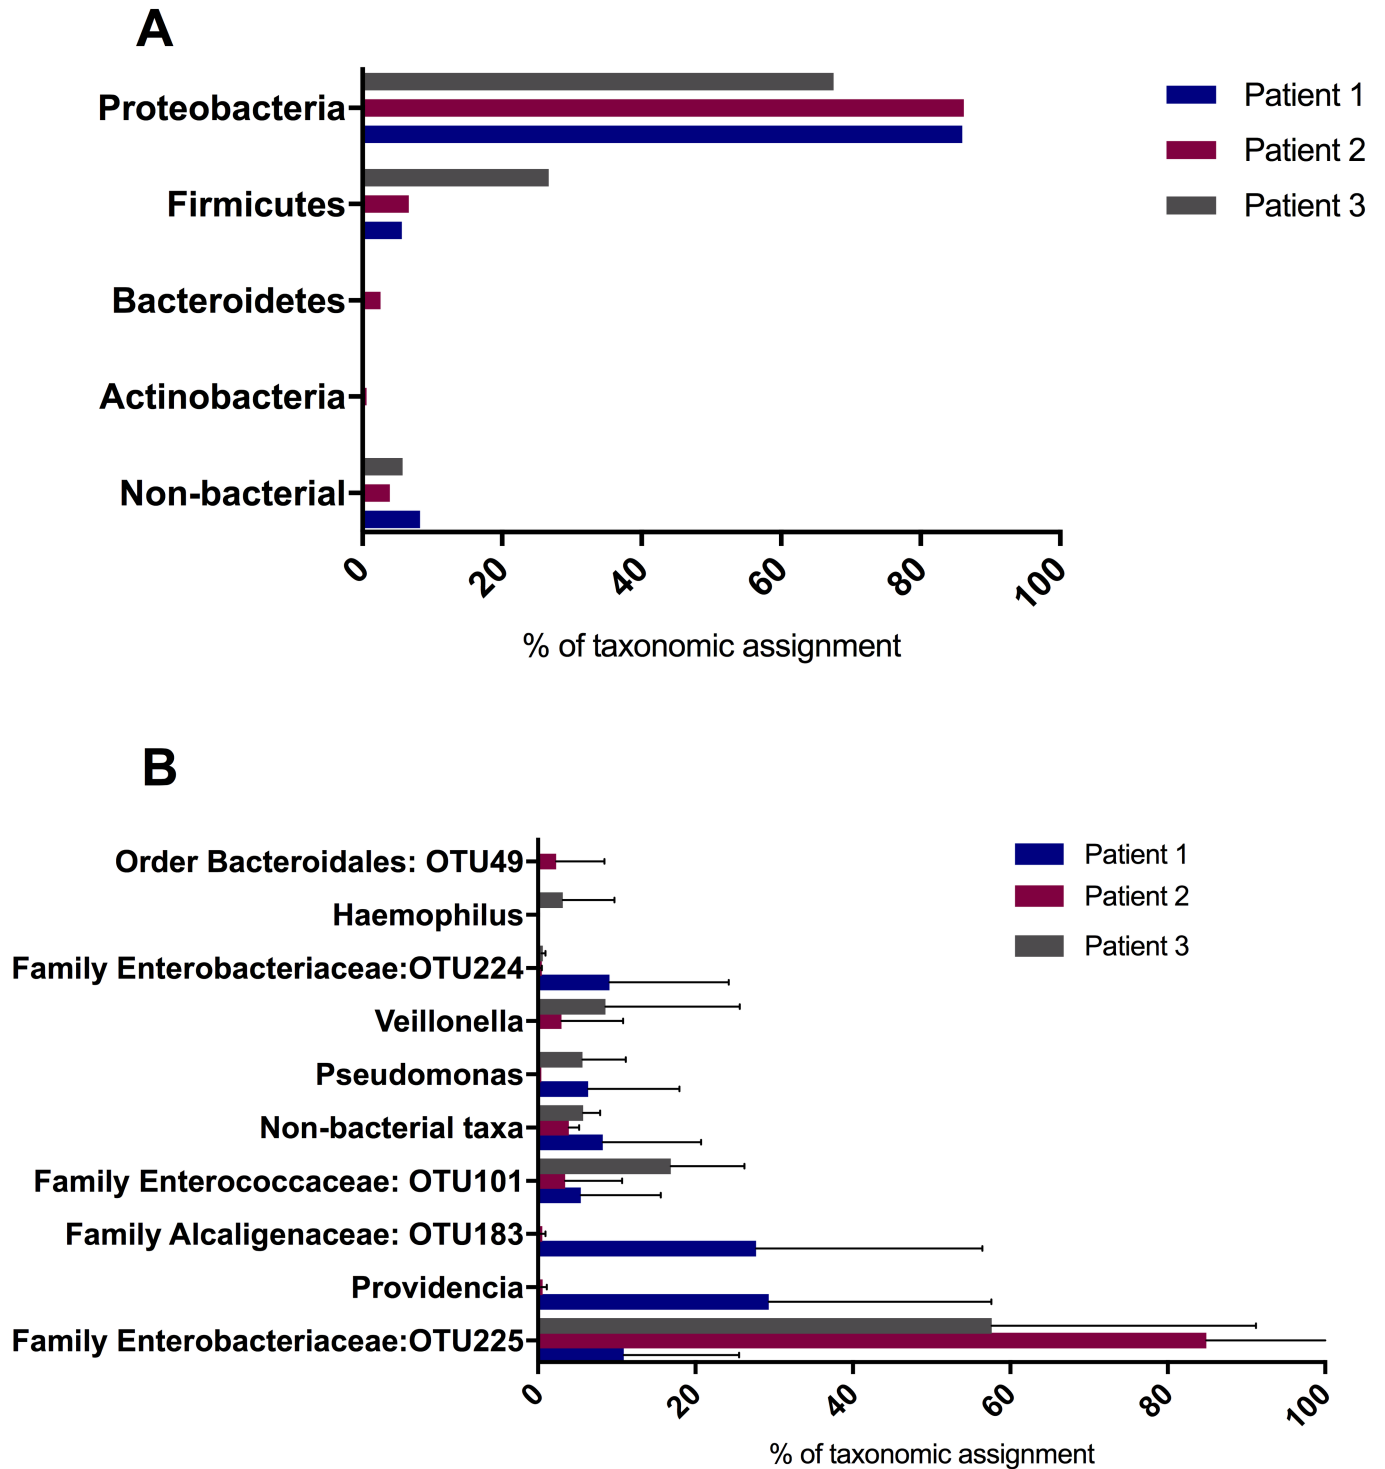 A
Proteobacteria
Firmicutes
Bacteroidetes
Actinobacteria
Non-bacterial
0 20 40 60 80 100
% of taxonomic assignment
Patient 1
Patient 2
Patient 3
B
Order Bacteroidales: OTU49
Haemophilus
Family Enterobacteriaceae:OTU224
Veillonella
Pseudomonas
Non-bacterial taxa
Family Enterococcaceae: OTU101
Family Alcaligenaceae: OTU183
Providencia
Family Enterobacteriaceae:OTU225
0 20 40 60 80 100
% of taxonomic assignment
Patient 1
Patient 2
Patient 3